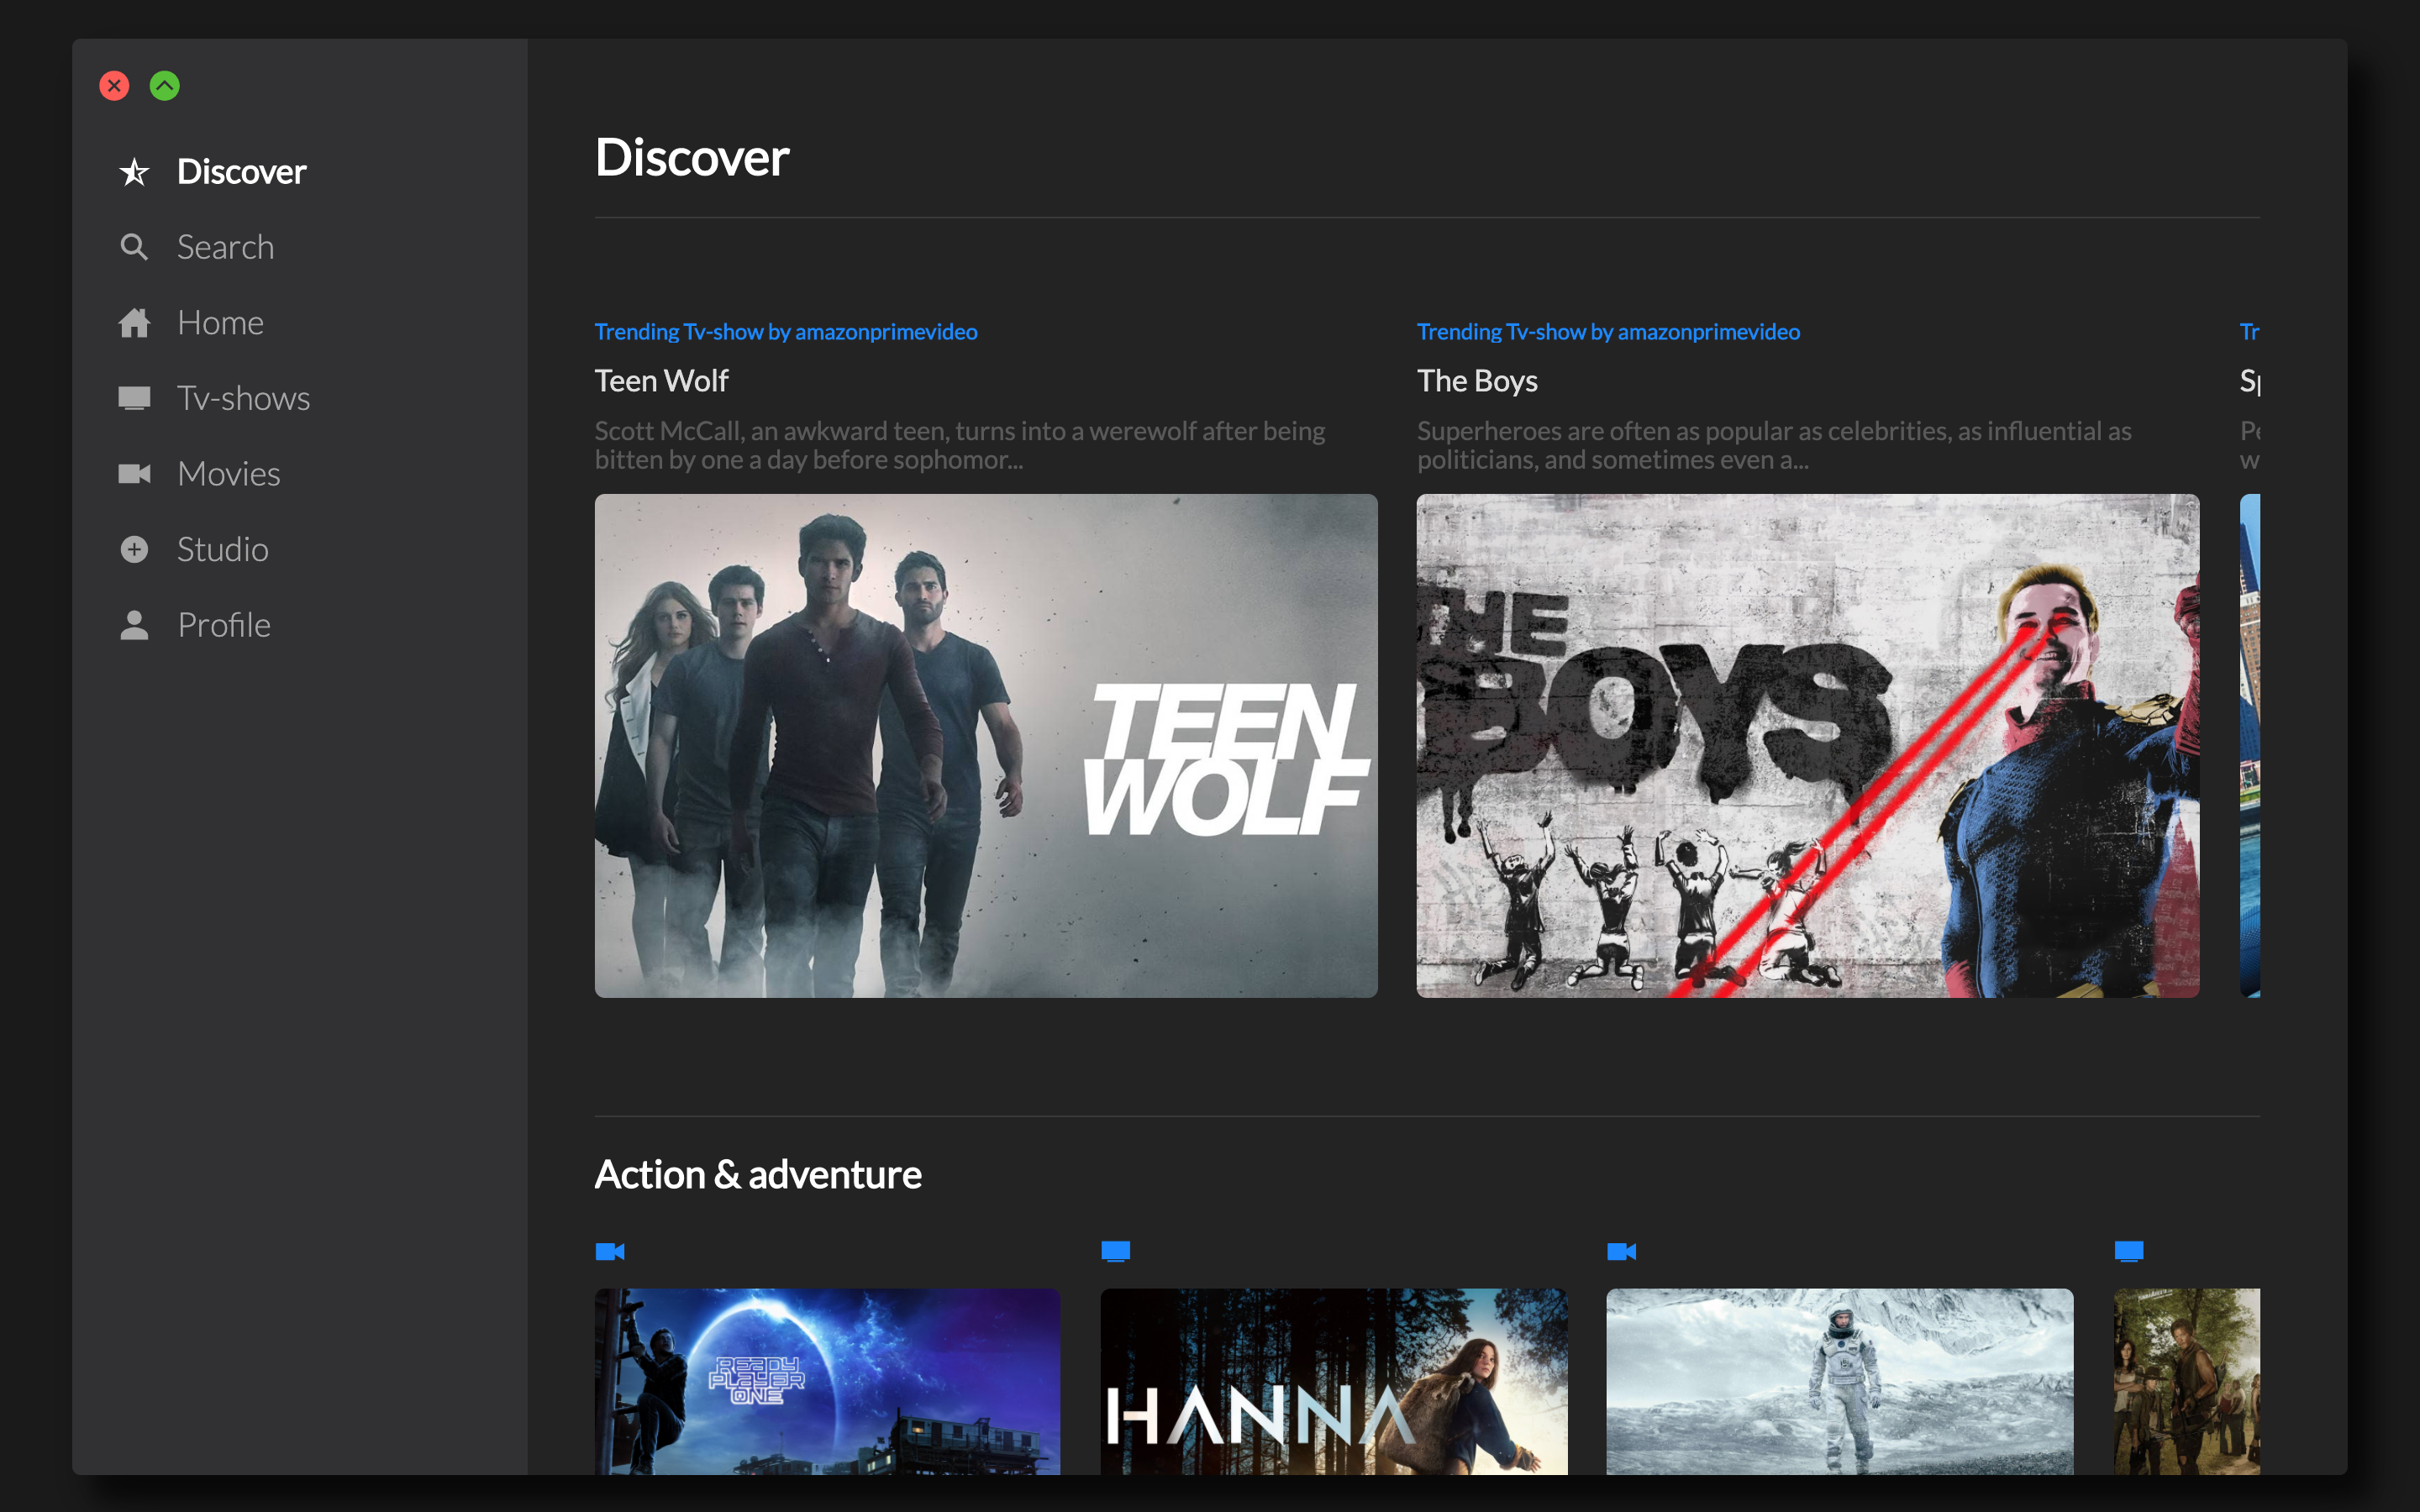 Discover
Search
Home
Tv-shows
Movies
Studio
Profile
Discover
Trending Tv-show by amazonprimevideo
Teen Wolf
Scott McCall, an awkward teen, turns into a werewolf after being
bitten by one a day before sophomor...
TEEN
WOLF
Trending Tv-show by amazonprimevideo
The Boys
Superheroes are often as popular as celebrities, as influential as
politicians, and sometimes even a...
THE
BOYS
Tr
Action & adventure
READY
PLAYER
ONE
HANNA